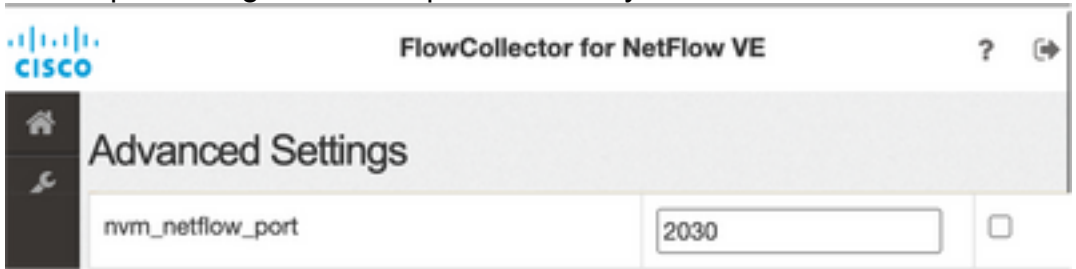 CISCO
FlowCollector for NetFlow VE ?
Advanced Settings
nvm_netflow_port 2030